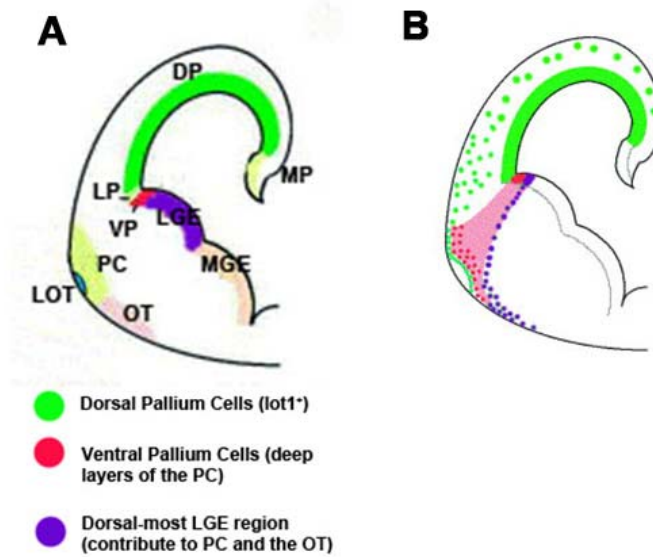 A
B
DP
MP
LP
LGE
VP
PC
MGE
LOT
OT
Dorsal Pallium Cells (lot1⁺)
Ventral Pallium Cells (deep
layers of the PC)
Dorsal-most LGE region
(contribute to PC and the OT)